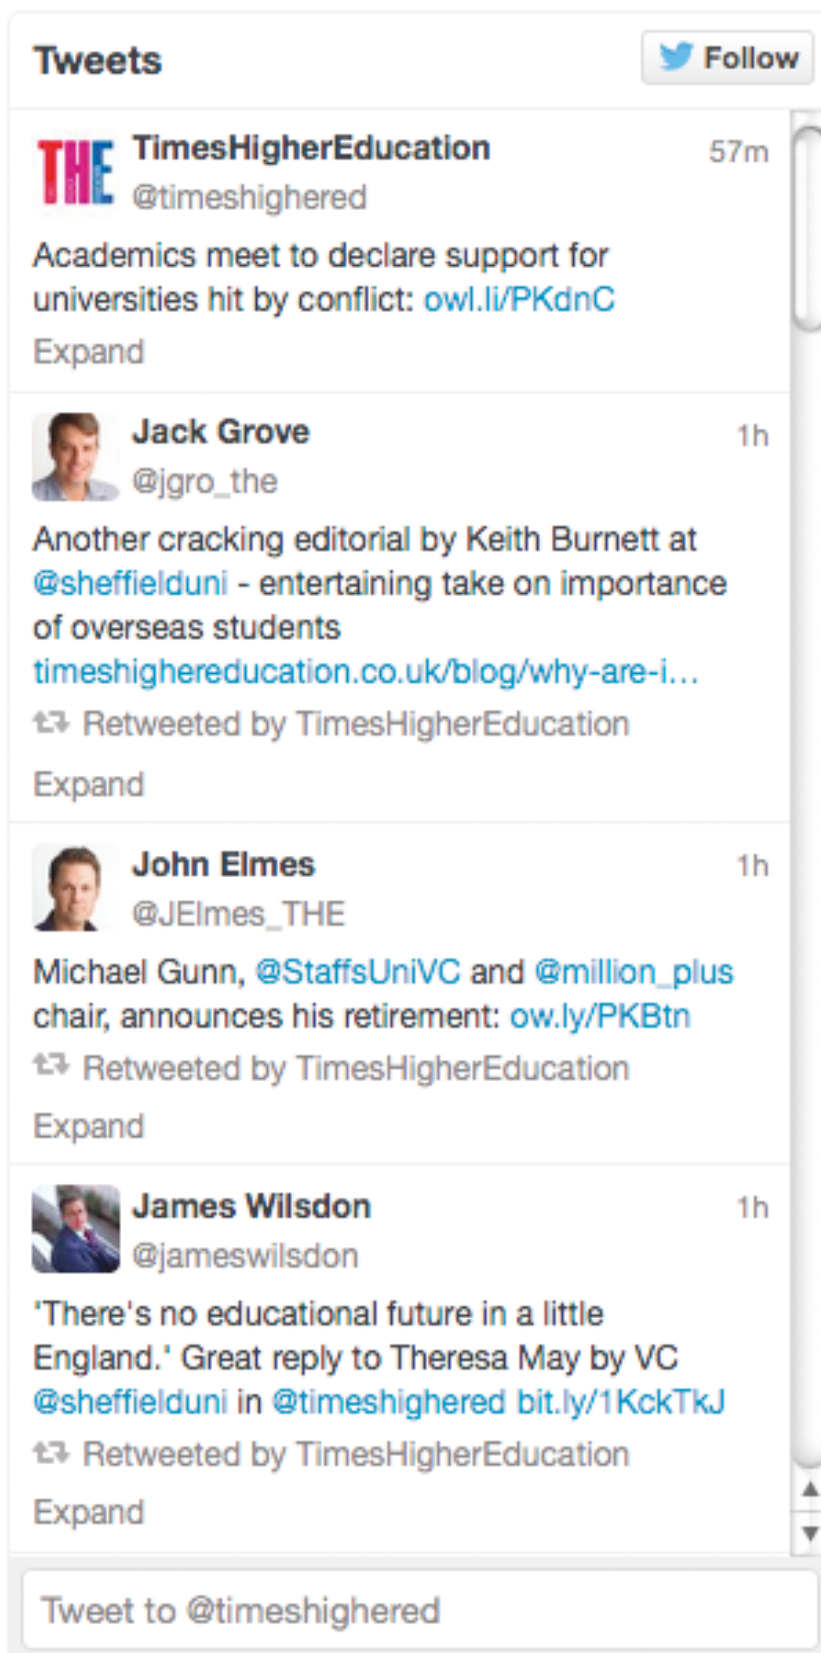 Tweets
Follow
THE
TimesHigherEducation
57m
@timeshighered
Academics meet to declare support for
universities hit by conflict: owl.li/PKdnC
Expand
Jack Grove
1h
@jgro_the
Another cracking editorial by Keith Burnett at
@sheffielduni - entertaining take on importance
of overseas students
timeshighereducation.co.uk/blog/why-are-i...
Retweeted by TimesHigherEducation
Expand
John Elmes
1h
@JElmes_THE
Michael Gunn, @StaffsUniVC and @million_plus
chair, announces his retirement: ow.ly/PKBtn
Retweeted by TimesHigherEducation
Expand
James Wilsdon
1h
@jameswilsdon
'There's no educational future in a little
England.' Great reply to Theresa May by VC
@sheffielduni in @timeshighered bit.ly/1KckTkJ
Retweeted by TimesHigherEducation
Expand
Tweet to @timeshighered